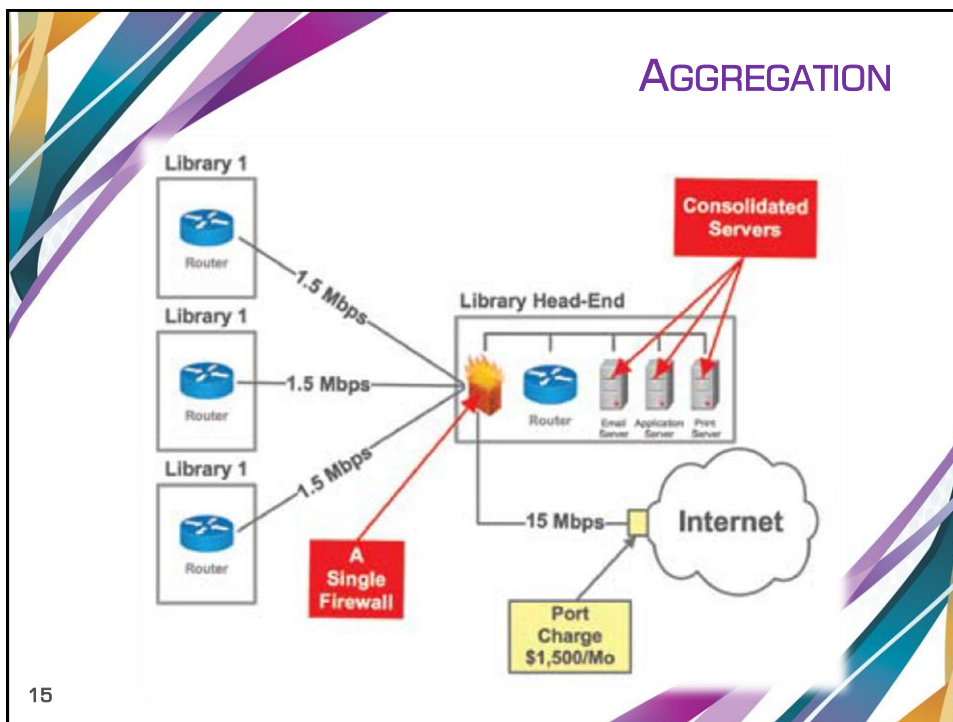 AGGREGATION
Library 1
Router
1.5 Mbps
Library 1
Router
1.5 Mbps
Library 1
Router
1.5 Mbps
Consolidated
Servers
Library Head-End
Router
Email
Server
Application
Server
Print
Server
A
Single
Firewall
15 Mbps
Internet
Port
Charge
$1,500/Mo
15